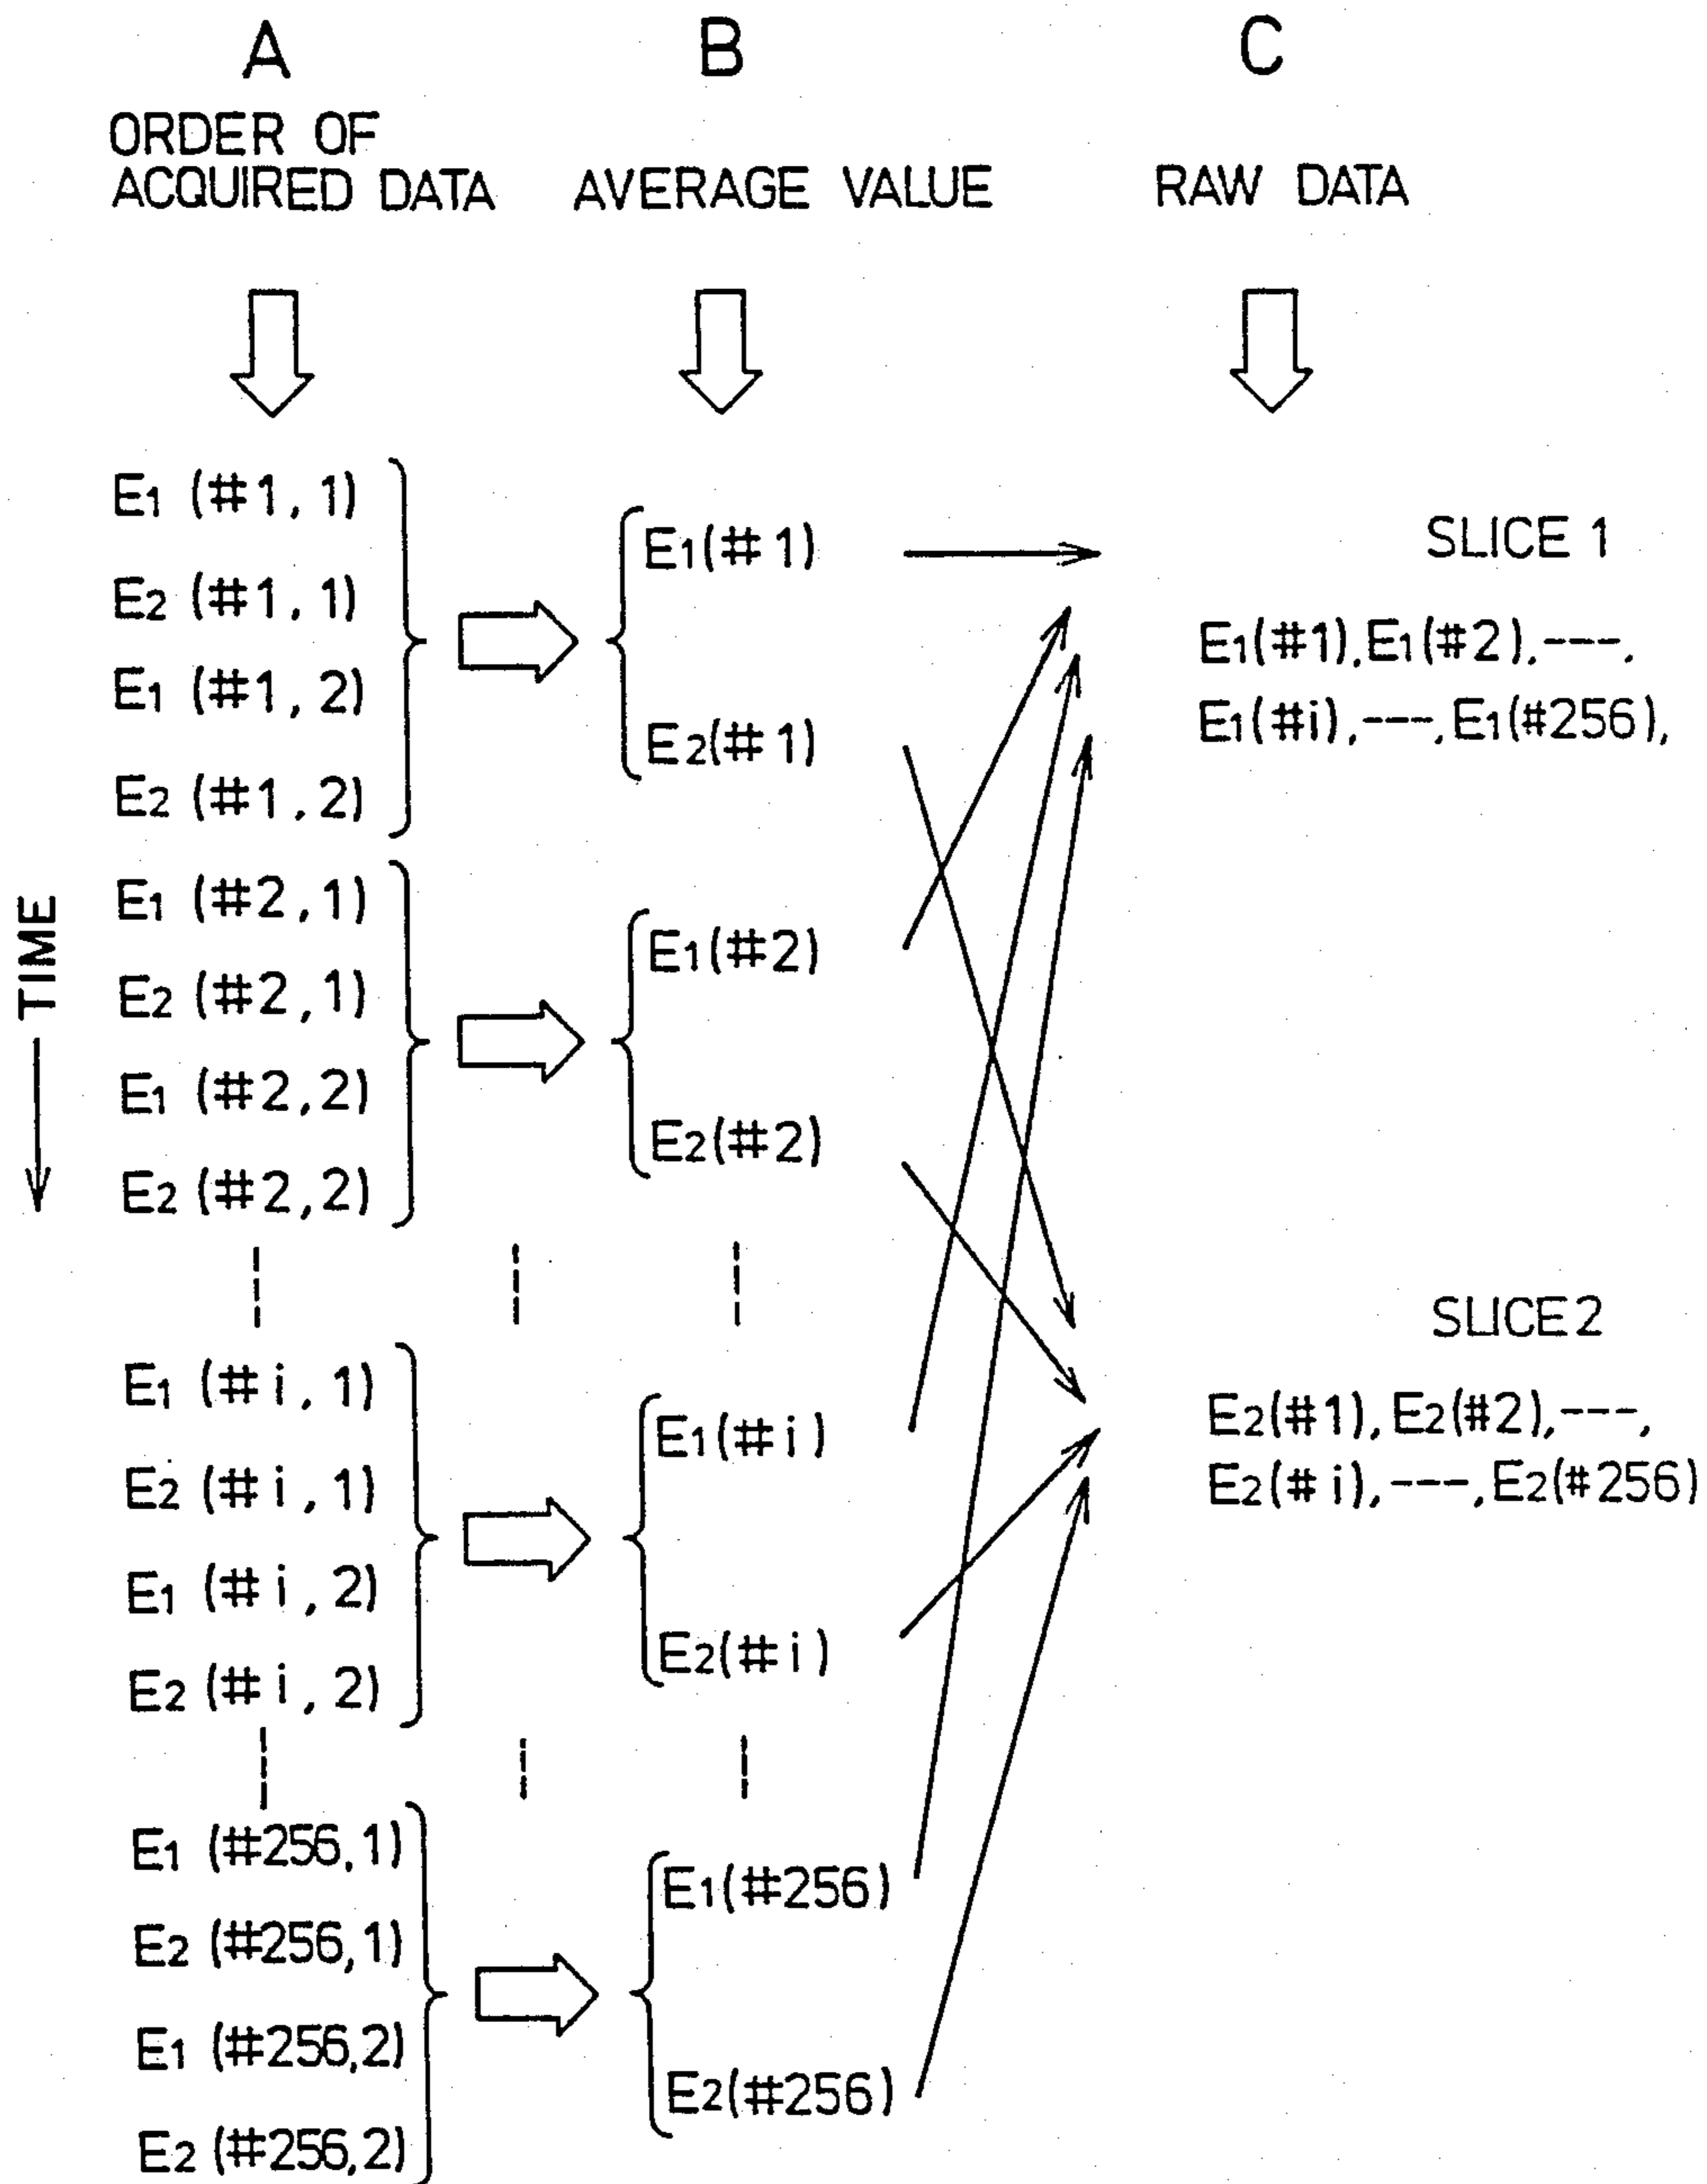 A
B
C
ORDER OF
ACQUIRED DATA
AVERAGE VALUE
RAW DATA
E1 (#1, 1)
E2 (#1, 1)
E1 (#1, 2)
E2 (#1, 2)
E1 (#2, 1)
E2 (#2, 1)
E1 (#2, 2)
E2 (#2, 2)
E1 (#i, 1)
E2 (#i, 1)
E1 (#i, 2)
E2 (#i, 2)
E1 (#256, 1)
E2 (#256, 1)
E1 (#256, 2)
E2 (#256, 2)
TIME
E1(#1)
E2(#1)
E1(#2)
E2(#2)
E1(#i)
E2(#i)
E1(#256)
E2(#256)
SLICE 1
E1(#1), E1(#2), ---,
E1(#i), ---, E1(#256),
SLICE 2
E2(#1), E2(#2), ---,
E2(#i), ---, E2(#256)